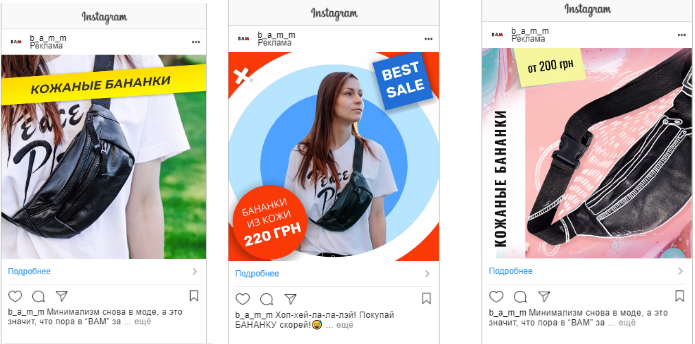 Instagram
BAM
b_a_m_m
Реклама
КОЖАНЫЕ БАНАНКИ
Peace
Подробнее
b_a_m_m Минимализм снова в моде, а это
значит, что пора в “BAM” за ... ещё
Instagram
BAM
b_a_m_m
Реклама
BEST
SALE
БАНАНКИ
ИЗ КОЖИ
220 ГРН
Подробнее
b_a_m_m Хоп-хей-ла-ла-лэй! Покупай
БАНАНКУ скорей!😜 ... ещё
Instagram
BAM
b_a_m_m
Реклама
от 200 грн
КОЖАНЫЕ БАНАНКИ
Подробнее
b_a_m_m Минимализм снова в моде, а это
значит, что пора в “BAM” за ... ещё